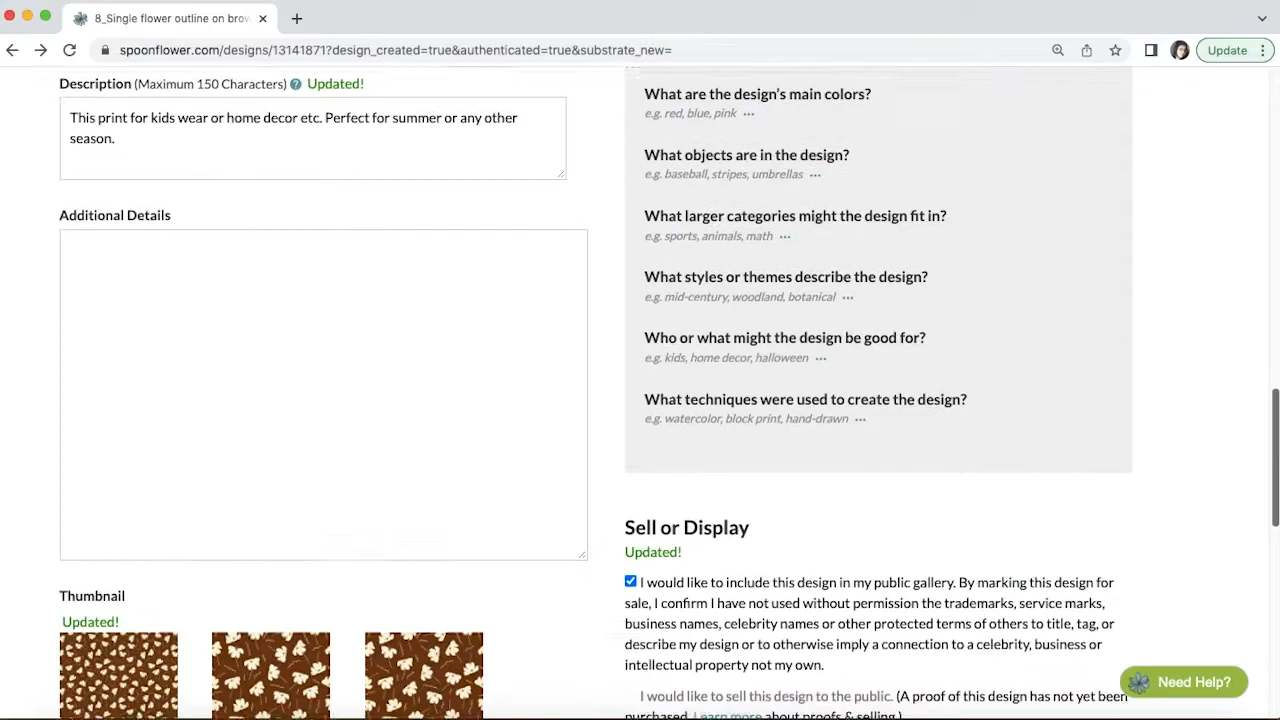 8_Single flower outline on brow
spoonflower.com/designs/13141871?design_created=true&authenticated=true&substrate_new=
Update
Description (Maximum 150 Characters) ? Updated!
This print for kids wear or home decor etc. Perfect for summer or any other
season.
Additional Details
Thumbnail
Updated!
What are the design's main colors?
e.g. red, blue, pink ...
What objects are in the design?
e.g. baseball, stripes, umbrellas ...
What larger categories might the design fit in?
e.g. sports, animals, math ...
What styles or themes describe the design?
e.g. mid-century, woodland, botanical ...
Who or what might the design be good for?
e.g. kids, home decor, halloween ...
What techniques were used to create the design?
e.g. watercolor, block print, hand-drawn ...
Sell or Display
Updated!
I would like to include this design in my public gallery. By marking this design for
sale, I confirm I have not used without permission the trademarks, service marks,
business names, celebrity names or other protected terms of others to title, tag, or
describe my design or to otherwise imply a connection to a celebrity, business or
intellectual property not my own.
I would like to sell this design to the public. (A proof of this design has not yet been
purchased. Learn more about proofs & selling.)
Need Help?